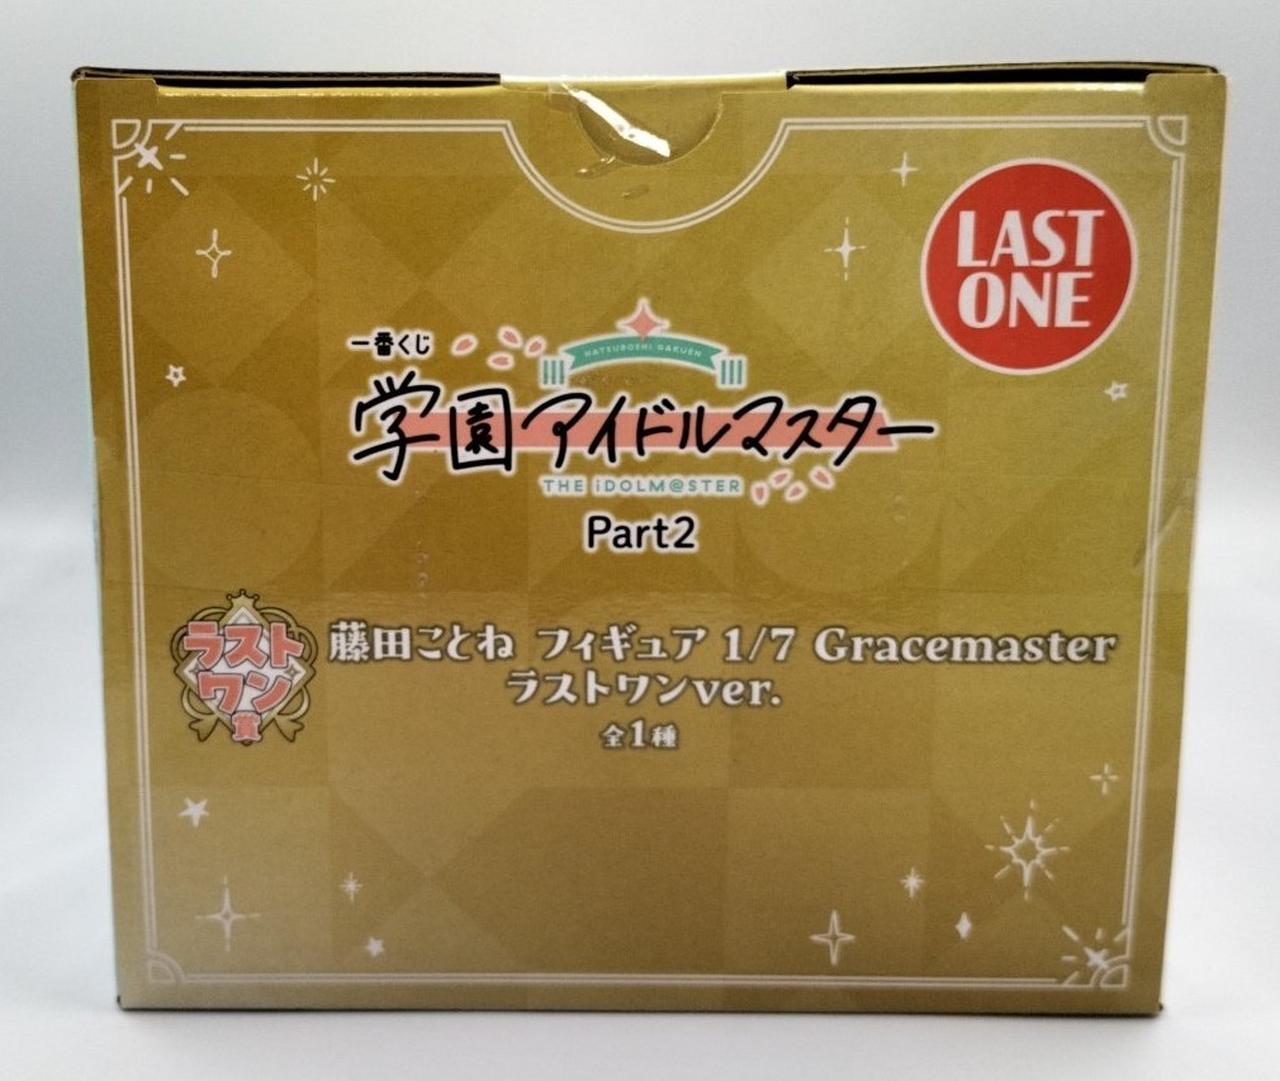 LAST
ONE
一番くじ
HATSUBOSHI GAKUEN
学園アイドルマスター
THE iDOLM@STER
Part2
ラスト
ワン
賞
藤田ことね フィギュア 1/7 Gracemaster
ラストワンver.
全1種